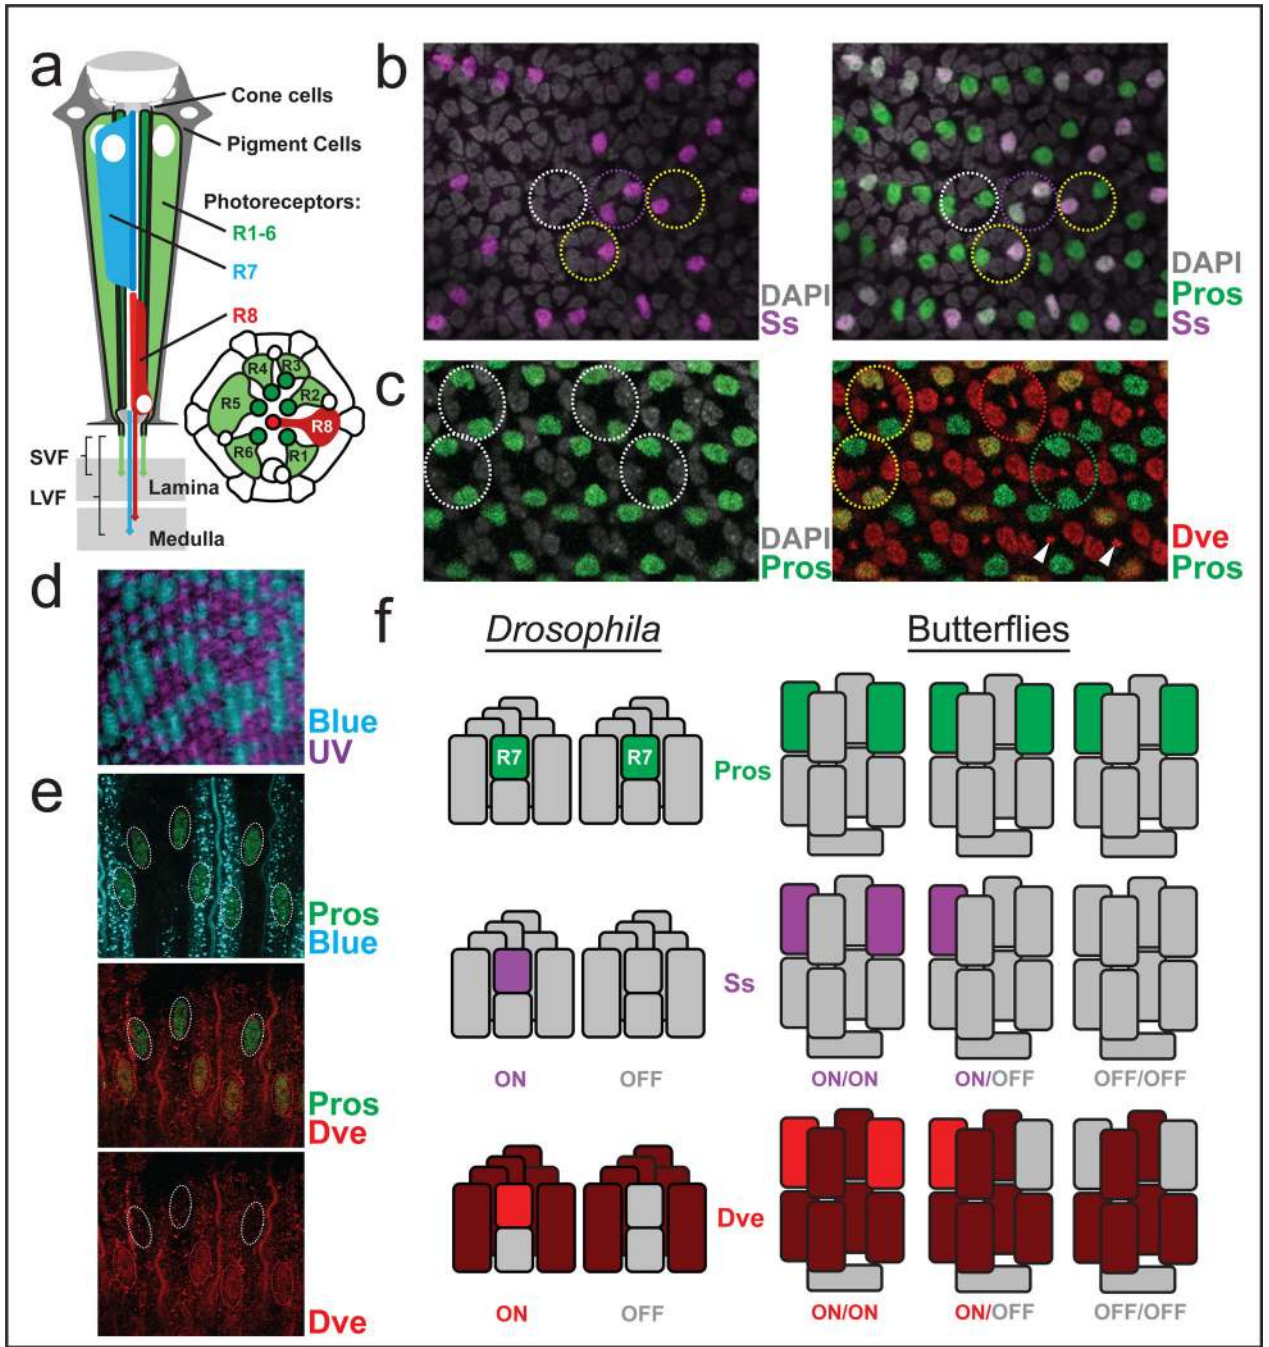 a
Cone cells
Pigment Cells
Photoreceptors:
R1-6
R7
R8
R4
R3
R5
R2
R8
R6
R1
SVF
LVF
Lamina
Medulla
b
DAPI
Ss
DAPI
Pros
Ss
c
DAPI
Pros
Dve
Pros
d
Blue
UV
e
Pros
Blue
Pros
Dve
Dve
f
Drosophila
Butterflies
R7
R7
Pros
Ss
ON
OFF
ON/ON
ON/OFF
OFF/OFF
Dve
ON
OFF
ON/ON
ON/OFF
OFF/OFF